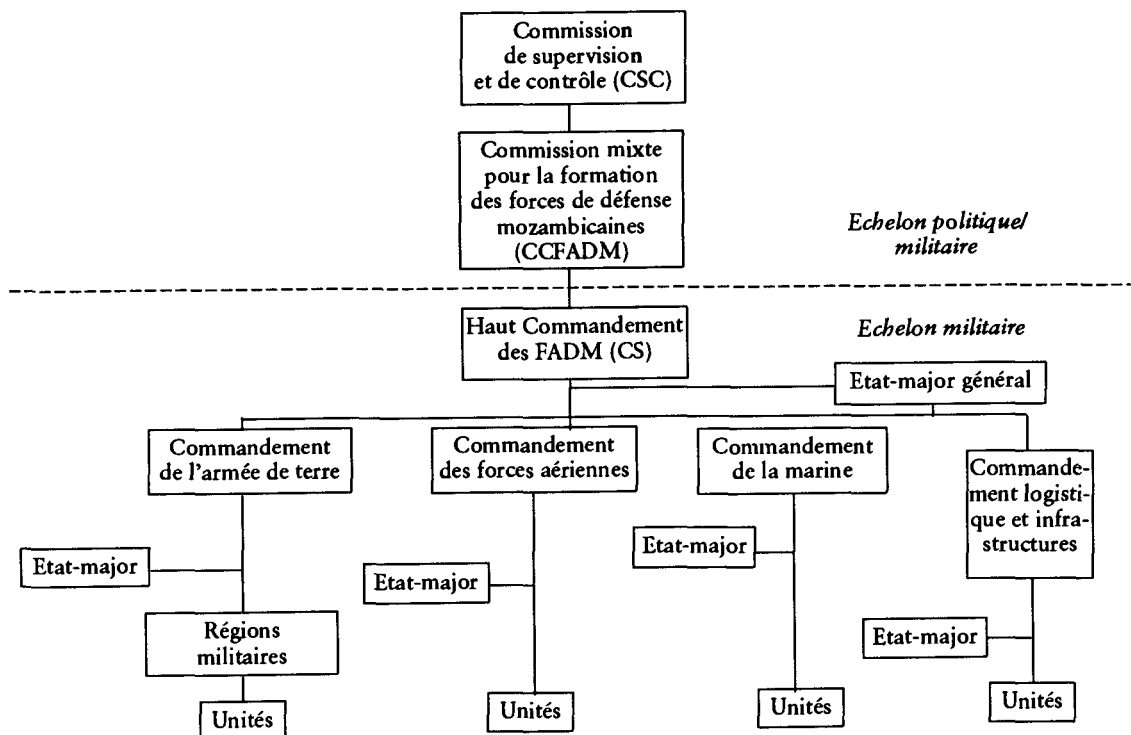 Commission
de supervision
et de contrôle (CSC)
Commission mixte
pour la formation
des forces de défense
mozambicaines
(CCFADM)
Echelon politique/
militaire
Haut Commandement
des FADM (CS)
Echelon militaire
Etat-major général
Commandement
de l'armée de terre
Commandement
des forces aériennes
Commandement
de la marine
Commande-
ment logisti-
que et infra-
structures
Etat-major
Etat-major
Etat-major
Etat-major
Régions
militaires
Unités
Unités
Unités
Unités